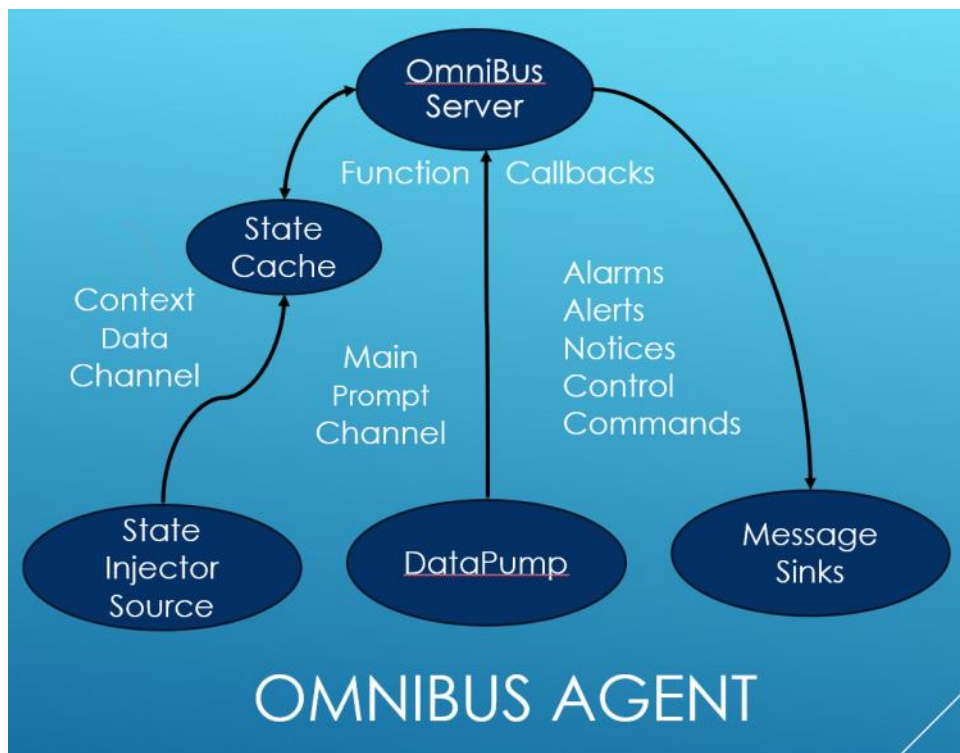 OmniBus
Server
Function Callbacks
State
Cache
Context
Data
Channel
Main
Prompt
Channel
Alarms
Alerts
Notices
Control
Commands
State
Injector
Source
DataPump
Message
Sinks
OMNIBUS AGENT